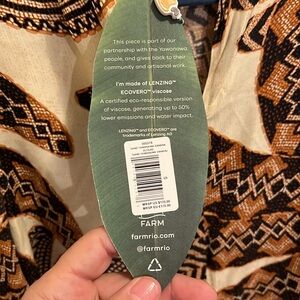 This piece is part of our
partnership with the Yawanawa
people, and gives back to their
community and artisanal work.
I'm made of LENZING™
ECOVERO™ viscose
A certified eco-responsible version
of viscose, generating up to 50%
lower emissions and water impact.
LENZING™ and ECOVERO™ are
trademarks of Lenzing AG
FARM
farmrio.com
@farmrio